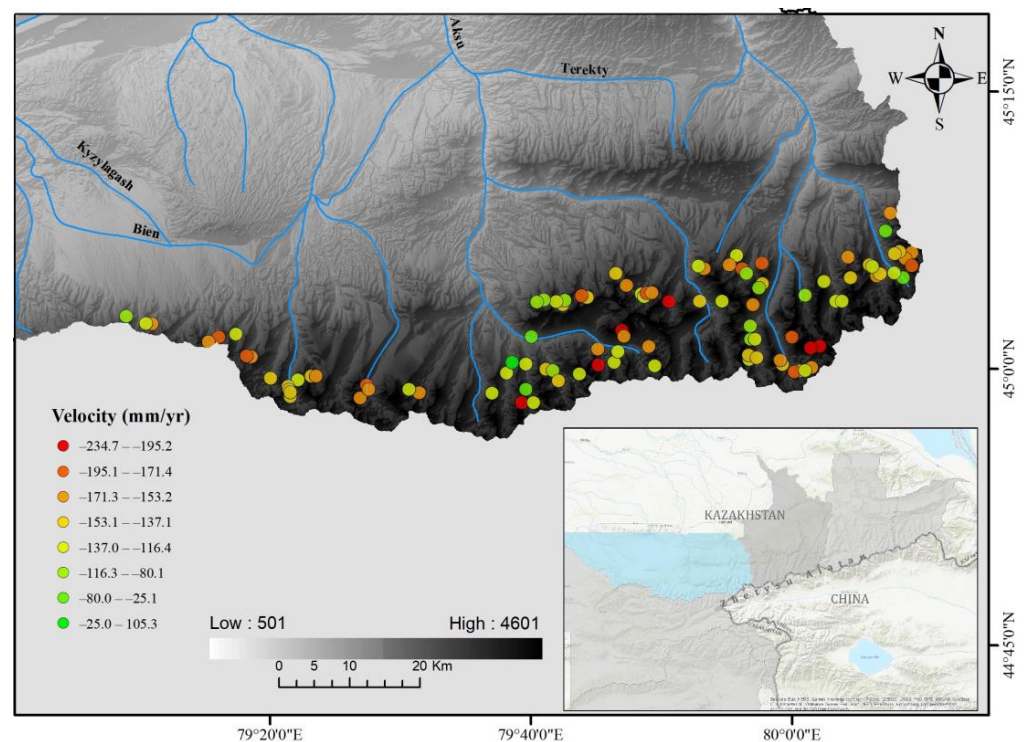 N
W E
S
45°15'0"N
Aksu
Terekty
Kyzylagash
Bien
45°0'0"N
Velocity (mm/yr)
–234.7 – –195.2
–195.1 – –171.4
–171.3 – –153.2
–153.1 – –137.1
–137.0 – –116.4
–116.3 – –80.1
–80.0 – –25.1
–25.0 – 105.3
Low : 501 High : 4601
0 5 10 20 Km
KAZAKHSTAN
Zhetysu Alatau
CHINA
44°45'0"N
79°20'0"E 79°40'0"E 80°0'0"E